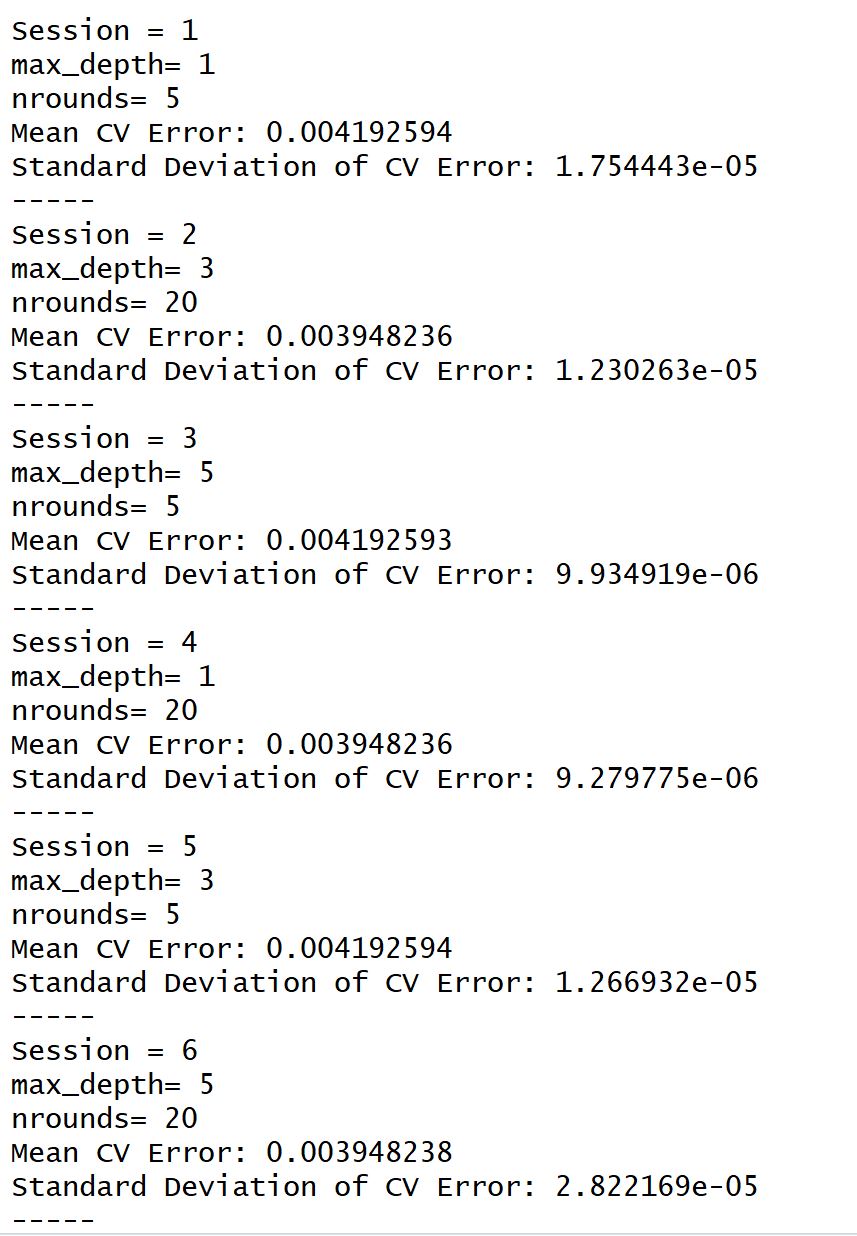 Session = 1
max_depth= 1
nrounds= 5
Mean CV Error: 0.004192594
Standard Deviation of CV Error: 1.754443e-05
-----
Session = 2
max_depth= 3
nrounds= 20
Mean CV Error: 0.003948236
Standard Deviation of CV Error: 1.230263e-05
-----
Session = 3
max_depth= 5
nrounds= 5
Mean CV Error: 0.004192593
Standard Deviation of CV Error: 9.934919e-06
-----
Session = 4
max_depth= 1
nrounds= 20
Mean CV Error: 0.003948236
Standard Deviation of CV Error: 9.279775e-06
-----
Session = 5
max_depth= 3
nrounds= 5
Mean CV Error: 0.004192594
Standard Deviation of CV Error: 1.266932e-05
-----
Session = 6
max_depth= 5
nrounds= 20
Mean CV Error: 0.003948238
Standard Deviation of CV Error: 2.822169e-05
-----